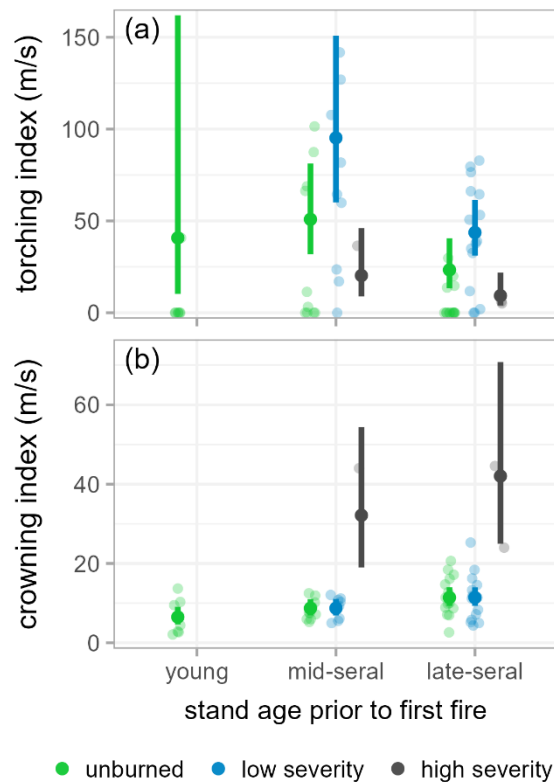 (a)
torching index (m/s)
150
100
50
0
(b)
crowning index (m/s)
60
40
20
0
young mid-seral late-seral
stand age prior to first fire
unburned low severity high severity